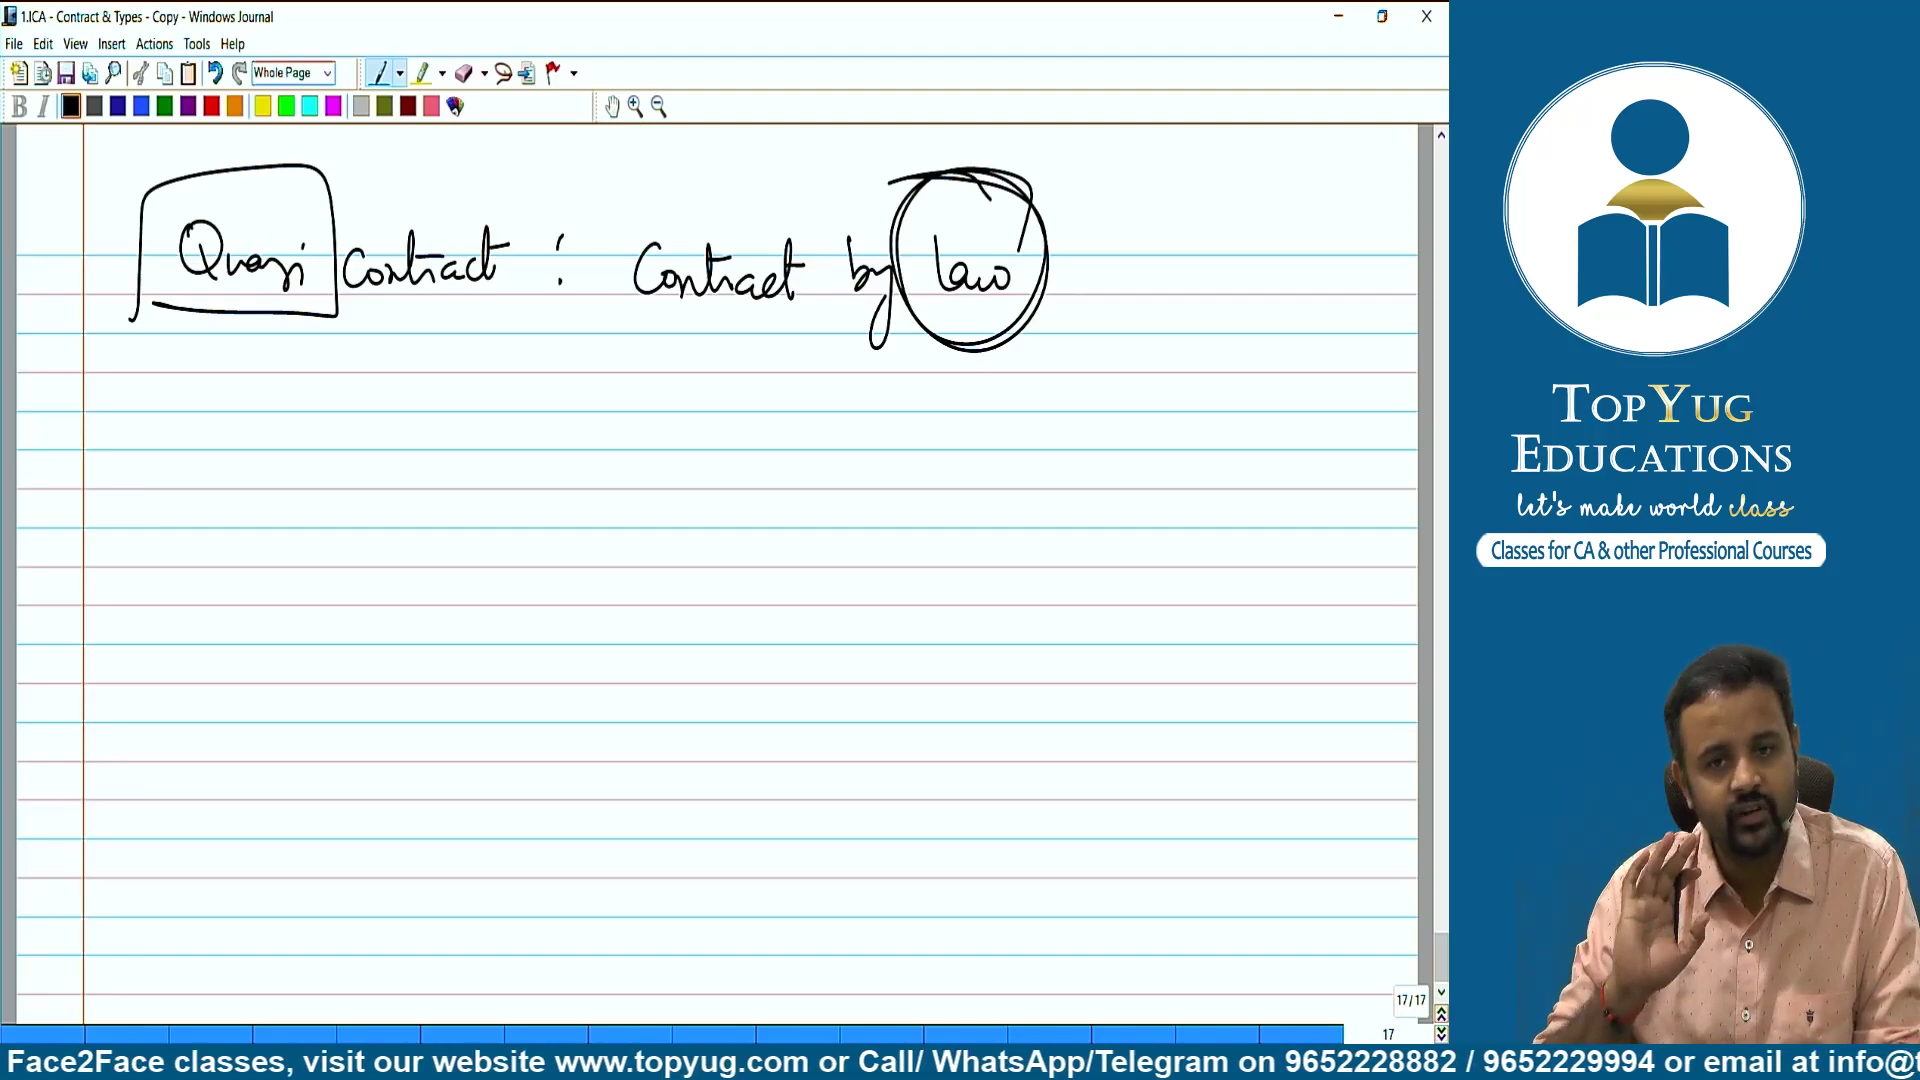 1.ICA - Contract & Types - Copy - Windows Journal
File Edit View Insert Actions Tools Help
Whole Page
B I
Quasi Contract : Contract by law
TOPYUG
EDUCATIONS
let's make world class
Classes for CA & other Professional Courses
17/17
17
Face2Face classes, visit our website www.topyug.com or Call/ WhatsApp/Telegram on 9652228882 / 9652229994 or email at info@